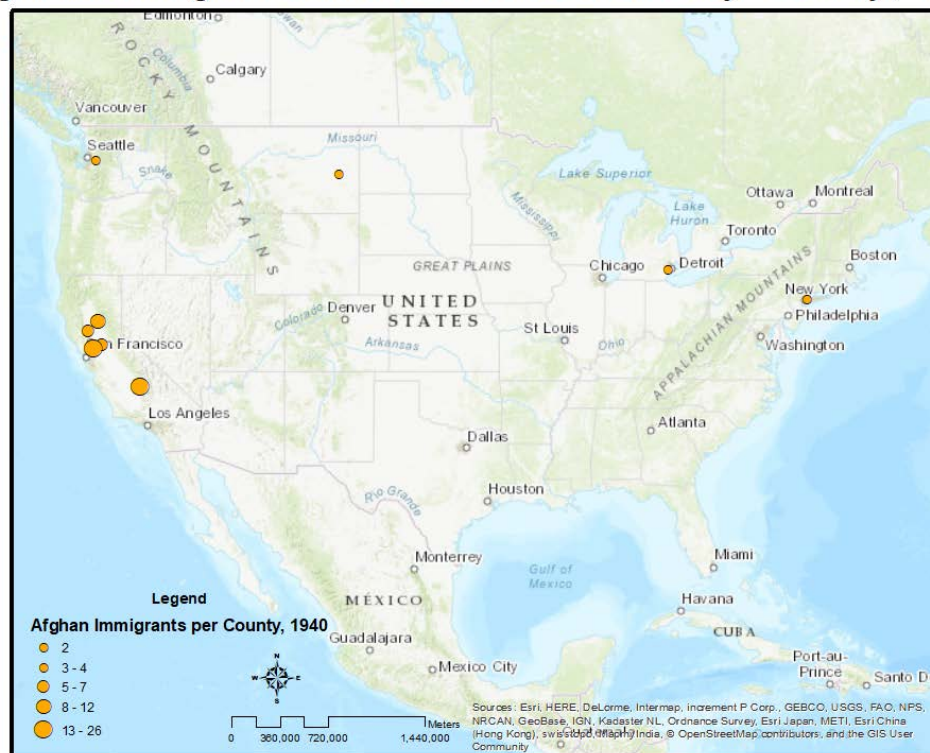 Edmonton
Calgary
ROCKY MOUNTAINS
Columbia
Vancouver
Seattle
Missouri
Snake
Lake Superior
Mississippi
Ottawa
Montreal
Lake
Huron
Toronto
GREAT PLAINS
Chicago
Detroit
Boston
APPALACHIAN MOUNTAINS
New York
Colorado
Denver
UNITED
STATES
Philadelphia
n Francisco
St Louis
Ohio
Washington
Arkansas
Los Angeles
Atlanta
Dallas
Rio Grande
Houston
Monterrey
Gulf of
Mexico
Miami
Havana
MÉXICO
CUBA
Guadalajara
Port-au-
Prince
Santo D
Mexico City
Legend
Afghan Immigrants per County, 1940
2
3 - 4
5 - 7
8 - 12
13 - 26
N
W E
S
Meters
0 360,000 720,000 1,440,000
Sources: Esri, HERE, DeLorme, Intermap, increment P Corp., GEBCO, USGS, FAO, NPS,
NRCAN, GeoBase, IGN, Kadaster NL, Ordnance Survey, Esri Japan, METI, Esri China
(Hong Kong), swisstopo, MapmyIndia, © OpenStreetMap contributors, and the GIS User
Community